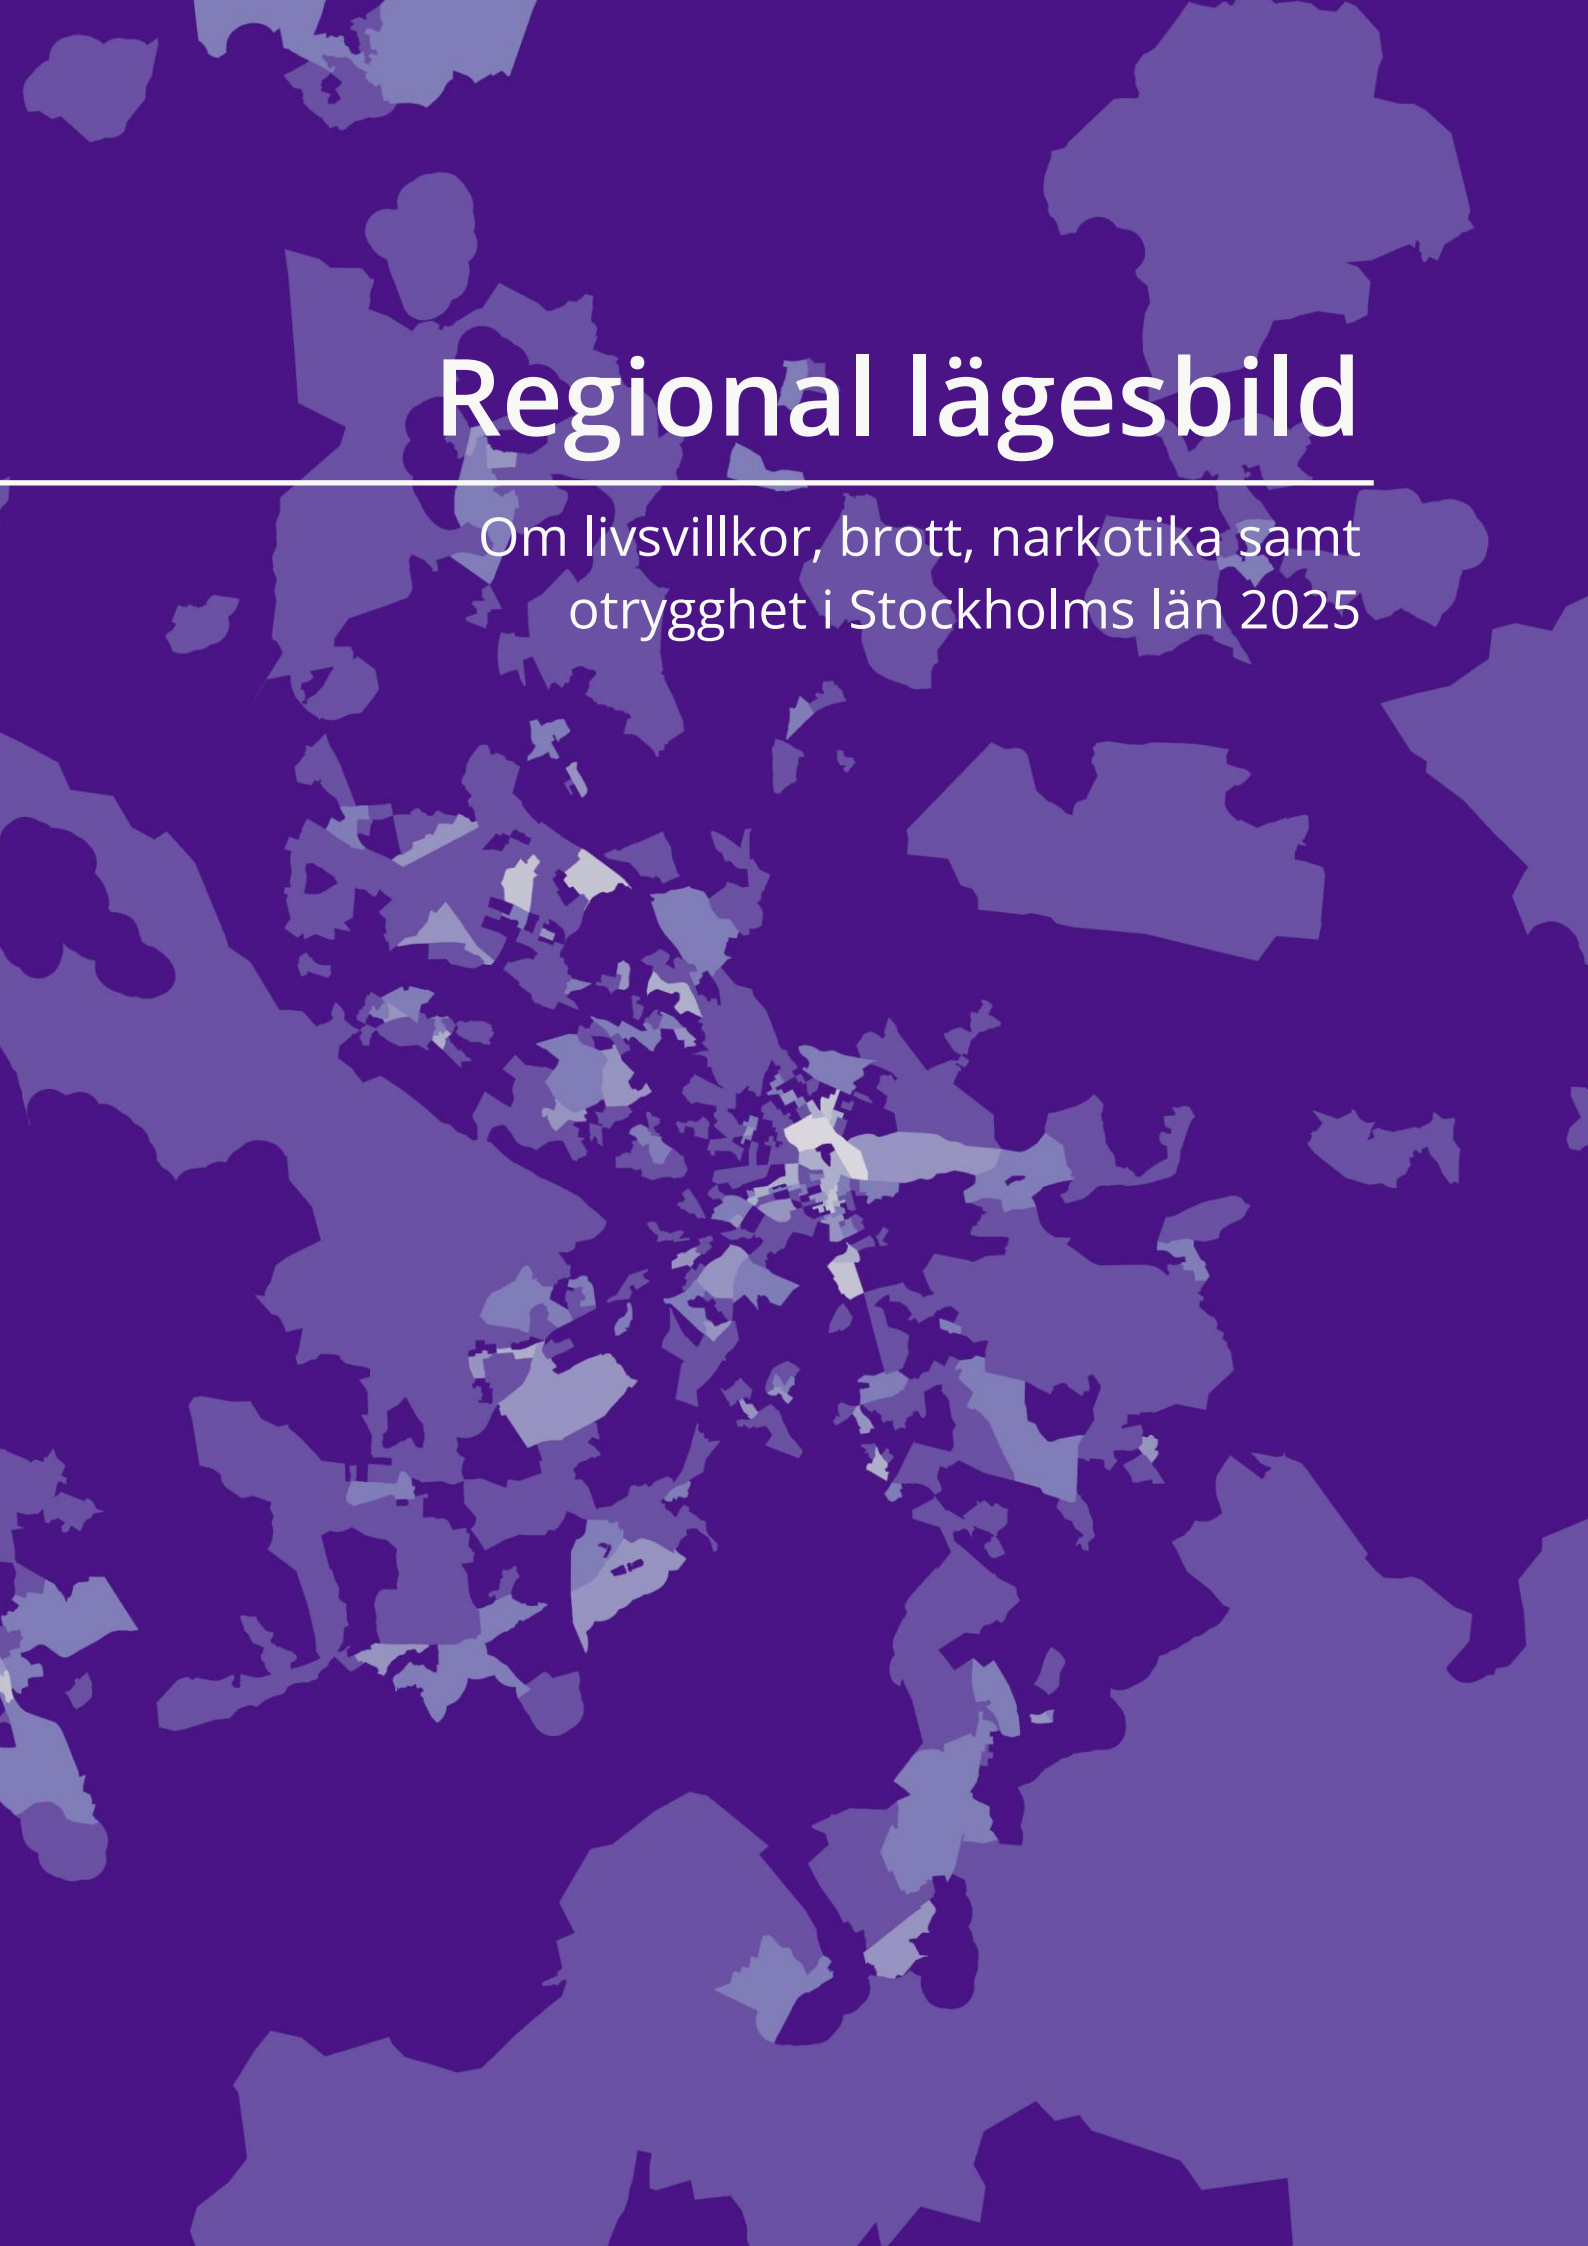 Regional lägesbild
Om livsvillkor, brott, narkotika samt
otrygghet i Stockholms län 2025